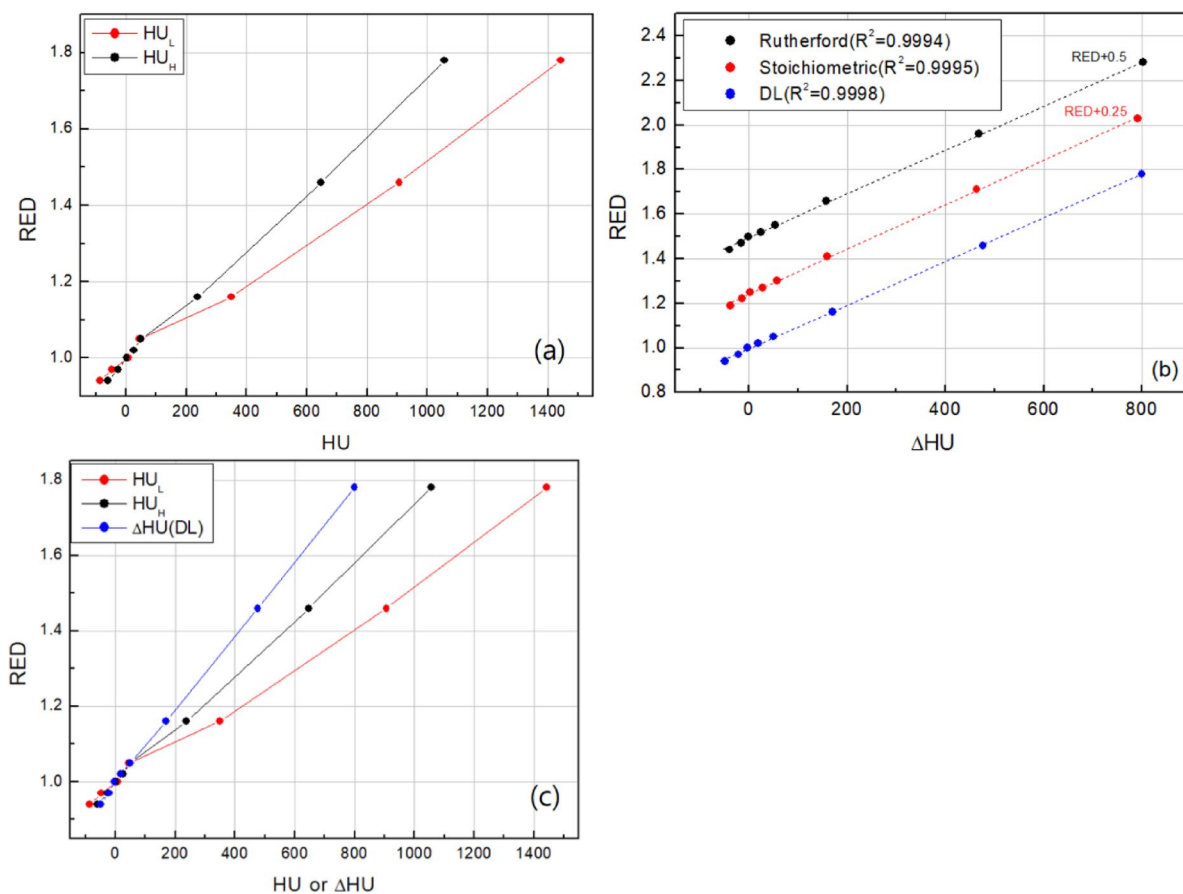 HU_L
HU_H
1.8
1.6
1.4
1.2
1.0
RED
0 200 400 600 800 1000 1200 1400
HU
(a)
Rutherford(R²=0.9994)
Stoichiometric(R²=0.9995)
DL(R²=0.9998)
RED+0.5
RED+0.25
2.4
2.2
2.0
1.8
1.6
1.4
1.2
1.0
0.8
RED
0 200 400 600 800
ΔHU
(b)
HU_L
HU_H
ΔHU(DL)
1.8
1.6
1.4
1.2
1.0
RED
0 200 400 600 800 1000 1200 1400
HU or ΔHU
(c)